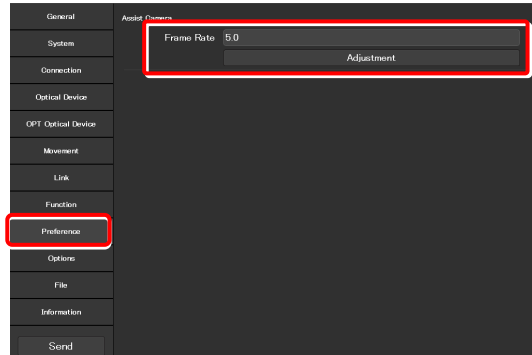 General
System
Connection
Optical Device
OPT Optical Device
Movement
Link
Function
Preference
Options
File
Information
Send
Assist Camera
Frame Rate 5.0
Adjustment